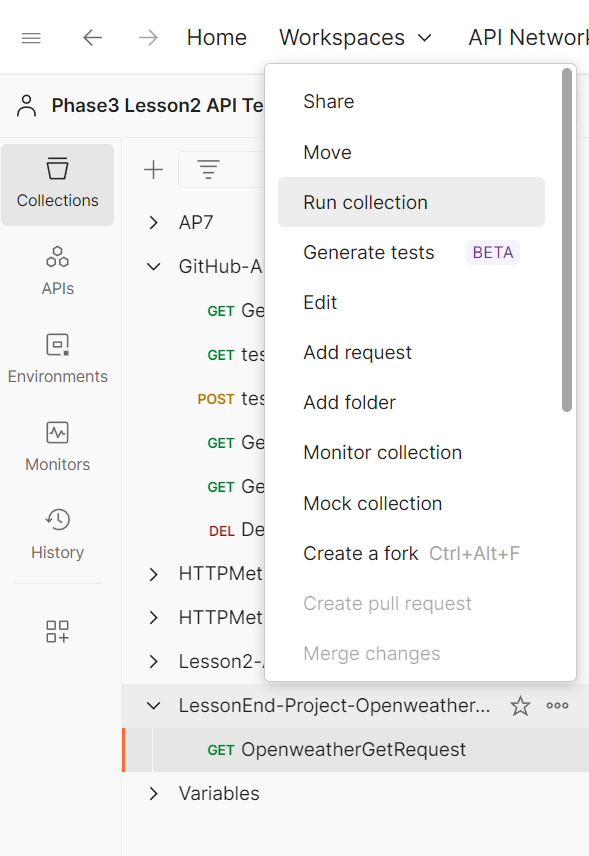 Home Workspaces API Network
Phase3 Lesson2 API Te
Share
Move
Run collection
Generate tests BETA
Edit
Add request
Add folder
Monitor collection
Mock collection
Create a fork Ctrl+Alt+F
Create pull request
Merge changes
Collections
APIs
Environments
Monitors
History
AP7
GitHub-A
GET Ge
GET tes
POST tes
GET Ge
GET Ge
DEL De
HTTPMet
HTTPMet
Lesson2-
LessonEnd-Project-Openweather...
GET OpenweatherGetRequest
Variables